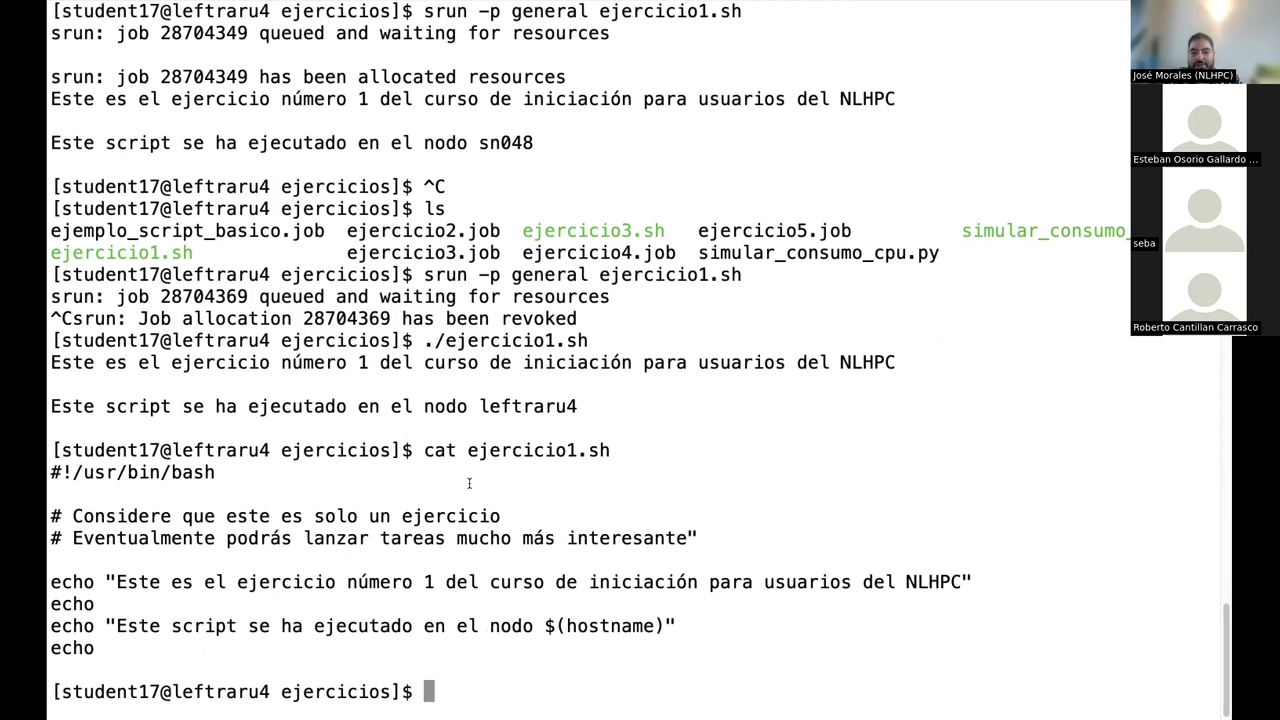 [student17@leftraru4 ejercicios]$ srun -p general ejercicio1.sh
srun: job 28704349 queued and waiting for resources
srun: job 28704349 has been allocated resources
Este es el ejercicio número 1 del curso de iniciación para usuarios del NLHPC
Este script se ha ejecutado en el nodo sn048
[student17@leftraru4 ejercicios]$ ^C
[student17@leftraru4 ejercicios]$ ls
ejemplo_script_basico.job ejercicio2.job ejercicio3.sh ejercicio5.job simular_consumo_
ejercicio1.sh ejercicio3.job ejercicio4.job simular_consumo_cpu.py
[student17@leftraru4 ejercicios]$ srun -p general ejercicio1.sh
srun: job 28704369 queued and waiting for resources
^Csrun: Job allocation 28704369 has been revoked
[student17@leftraru4 ejercicios]$ ./ejercicio1.sh
Este es el ejercicio número 1 del curso de iniciación para usuarios del NLHPC
Este script se ha ejecutado en el nodo leftraru4
[student17@leftraru4 ejercicios]$ cat ejercicio1.sh
#!/usr/bin/bash
# Considere que este es solo un ejercicio
# Eventualmente podrás lanzar tareas mucho más interesante"
echo "Este es el ejercicio número 1 del curso de iniciación para usuarios del NLHPC"
echo
echo "Este script se ha ejecutado en el nodo $(hostname)"
echo
[student17@leftraru4 ejercicios]$
José Morales (NLHPC)
Esteban Osorio Gallardo ...
seba
Roberto Cantillan Carrasco